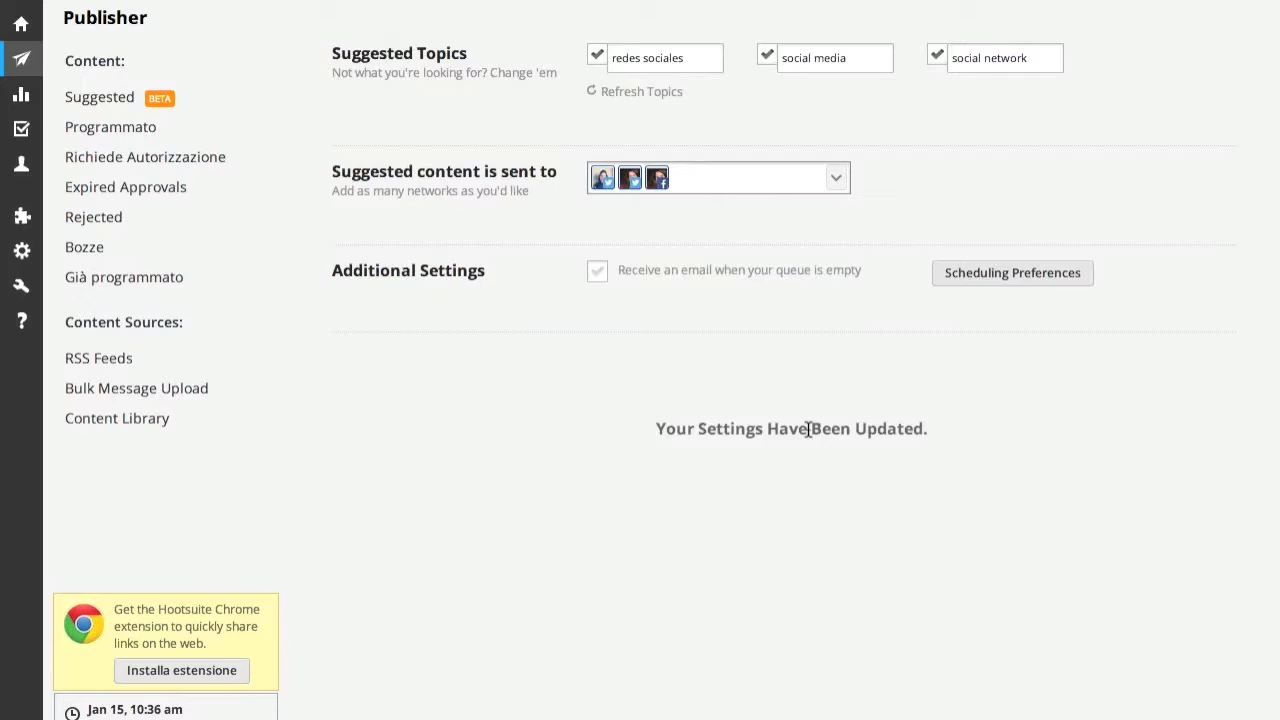 Publisher
Content:
Suggested BETA
Programmato
Richiede Autorizzazione
Expired Approvals
Rejected
Bozze
Già programmato
Content Sources:
RSS Feeds
Bulk Message Upload
Content Library
Get the Hootsuite Chrome
extension to quickly share
links on the web.
Installa estensione
Jan 15, 10:36 am
Suggested Topics
Not what you're looking for? Change 'em
redes sociales
social media
social network
Refresh Topics
Suggested content is sent to
Add as many networks as you'd like
Additional Settings
Receive an email when your queue is empty
Scheduling Preferences
Your Settings Have Been Updated.